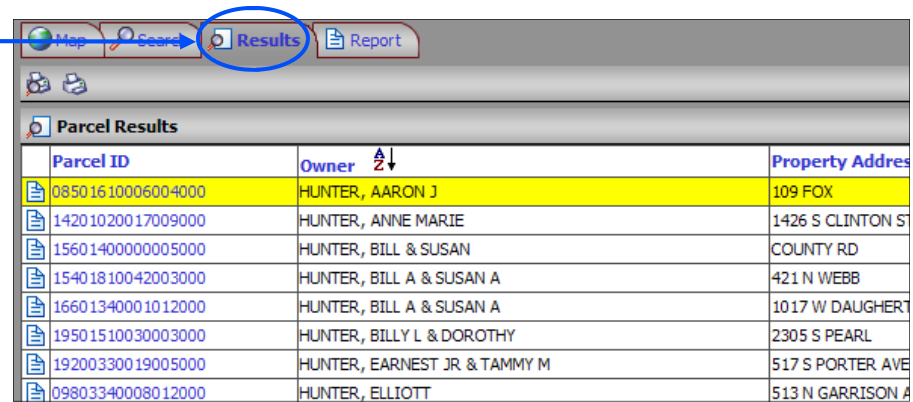 Map Search Results Report
Parcel Results
Parcel ID Owner Property Addres
08501610006004000 HUNTER, AARON J 109 FOX
14201020017009000 HUNTER, ANNE MARIE 1426 S CLINTON ST
15601400000005000 HUNTER, BILL & SUSAN COUNTY RD
15401810042003000 HUNTER, BILL A & SUSAN A 421 N WEBB
16601340001012000 HUNTER, BILL A & SUSAN A 1017 W DAUGHERT
19501510030003000 HUNTER, BILLY L & DOROTHY 2305 S PEARL
19200330019005000 HUNTER, EARNEST JR & TAMMY M 517 S PORTER AVE
09803340008012000 HUNTER, ELLIOTT 513 N GARRISON A